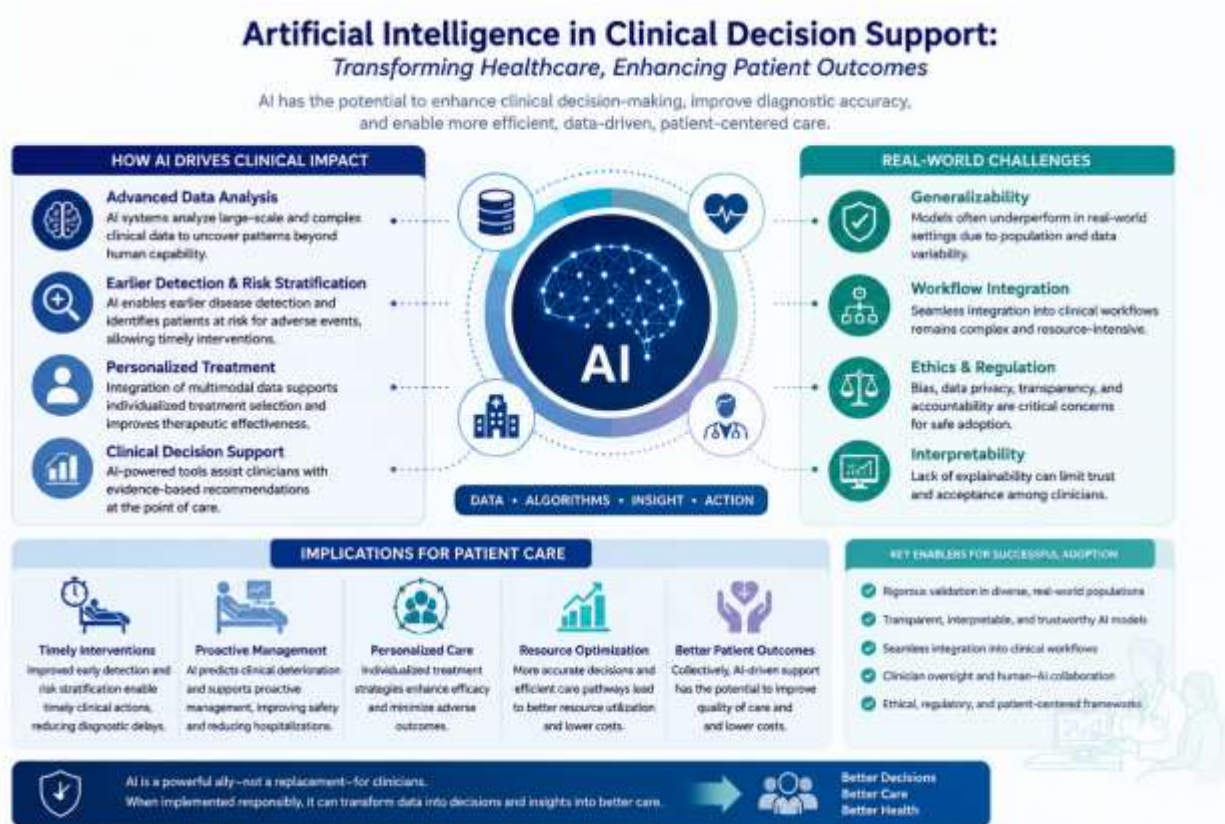 Artificial Intelligence in Clinical Decision Support:
Transforming Healthcare, Enhancing Patient Outcomes
AI has the potential to enhance clinical decision-making, improve diagnostic accuracy,
and enable more efficient, data-driven, patient-centered care.
HOW AI DRIVES CLINICAL IMPACT
Advanced Data Analysis
AI systems analyze large-scale and complex
clinical data to uncover patterns beyond
human capability.
Earlier Detection & Risk Stratification
AI enables earlier disease detection and
identifies patients at risk for adverse events,
allowing timely interventions.
Personalized Treatment
Integration of multimodal data supports
individualized treatment selection and
improves therapeutic effectiveness.
Clinical Decision Support
AI-powered tools assist clinicians with
evidence-based recommendations
at the point of care.
AI
DATA • ALGORITHMS • INSIGHT • ACTION
REAL-WORLD CHALLENGES
Generalizability
Models often underperform in real-world
settings due to population and data
variability.
Workflow Integration
Seamless integration into clinical workflows
remains complex and resource-intensive.
Ethics & Regulation
Bias, data privacy, transparency, and
accountability are critical concerns
for safe adoption.
Interpretability
Lack of explainability can limit trust
and acceptance among clinicians.
IMPLICATIONS FOR PATIENT CARE
Timely Interventions
Improved early detection and
risk stratification enable
timely clinical actions,
reducing diagnostic delays.
Proactive Management
AI predicts clinical deterioration
and supports proactive
management, improving safety
and reducing hospitalizations.
Personalized Care
Individualized treatment
strategies enhance efficacy
and minimize adverse
outcomes.
Resource Optimization
More accurate decisions and
efficient care pathways lead
to better resource utilization
and lower costs.
Better Patient Outcomes
Collectively, AI-driven support
has the potential to improve
quality of care and
and lower costs.
KEY ENABLERS FOR SUCCESSFUL ADOPTION
Rigorous validation in diverse, real-world populations
Transparent, interpretable, and trustworthy AI models
Seamless integration into clinical workflows
Clinician oversight and human–AI collaboration
Ethical, regulatory, and patient-centered frameworks
AI is a powerful ally—not a replacement—for clinicians.
When implemented responsibly, it can transform data into decisions and insights into better care.
Better Decisions
Better Care
Better Health